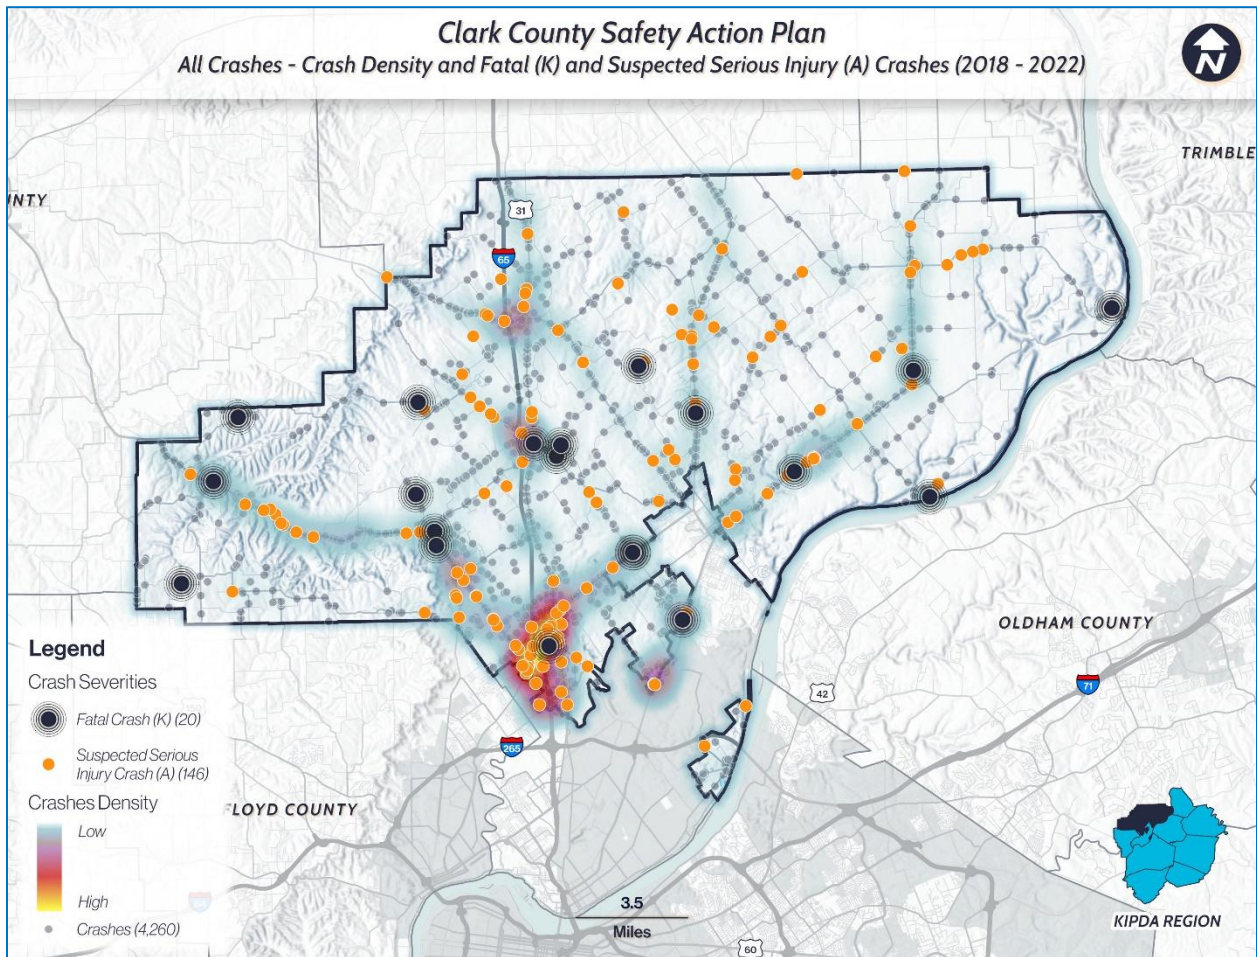 Clark County Safety Action Plan
All Crashes - Crash Density and Fatal (K) and Suspected Serious Injury (A) Crashes (2018 - 2022)
N
TRIMBLE
UNTY
31
65
OLDHAM COUNTY
Legend
Crash Severities
Fatal Crash (K) (20)
Suspected Serious
Injury Crash (A) (146)
Crashes Density
Low
High
Crashes (4,260)
42
71
265
FLOYD COUNTY
64
3.5
Miles
60
KIPDA REGION